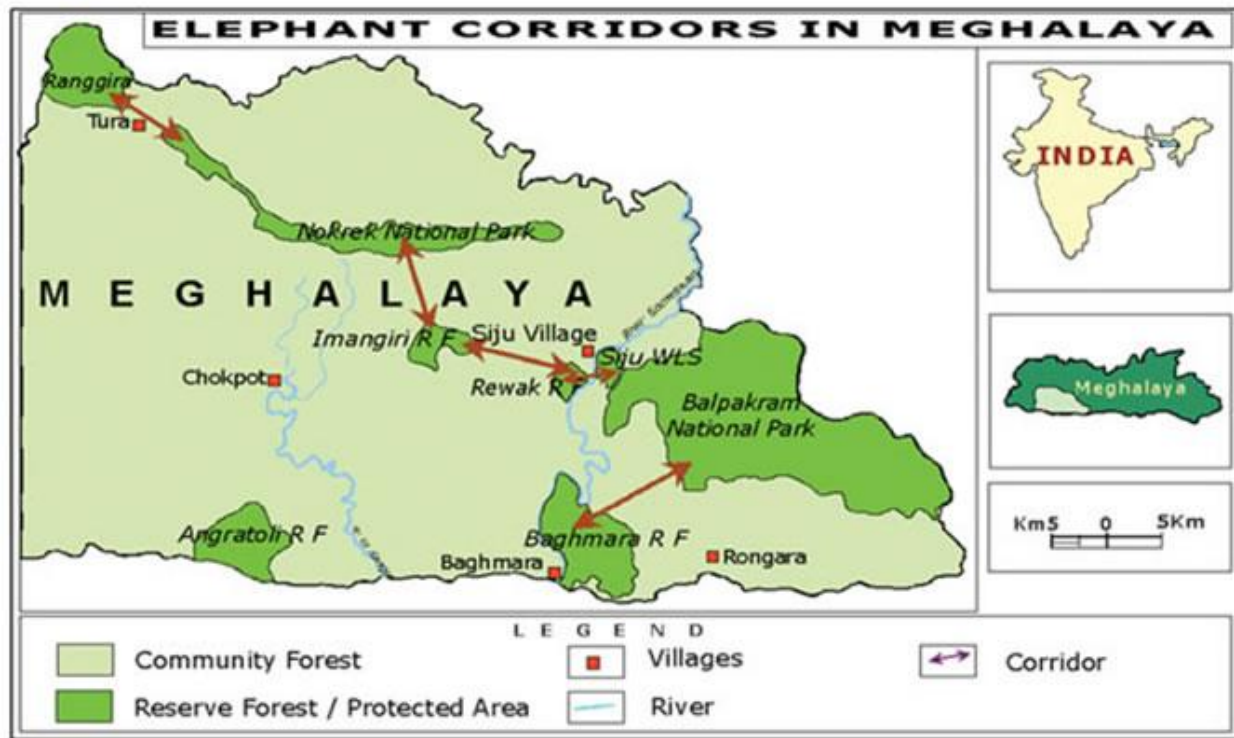 ELEPHANT CORRIDORS IN MEGHALAYA
Ranggira
Tura
Nokrek National Park
MEGHALAYA
Imangiri R F
Siju Village
River
Siju WLS
Rewak R F
Chokpot
Balpakram
National Park
Angratoli R F
Baghmara R F
Baghmara
Rongara
INDIA
Meghalaya
Km5 0 5Km
LEGEND
Community Forest
Villages
Corridor
Reserve Forest / Protected Area
River